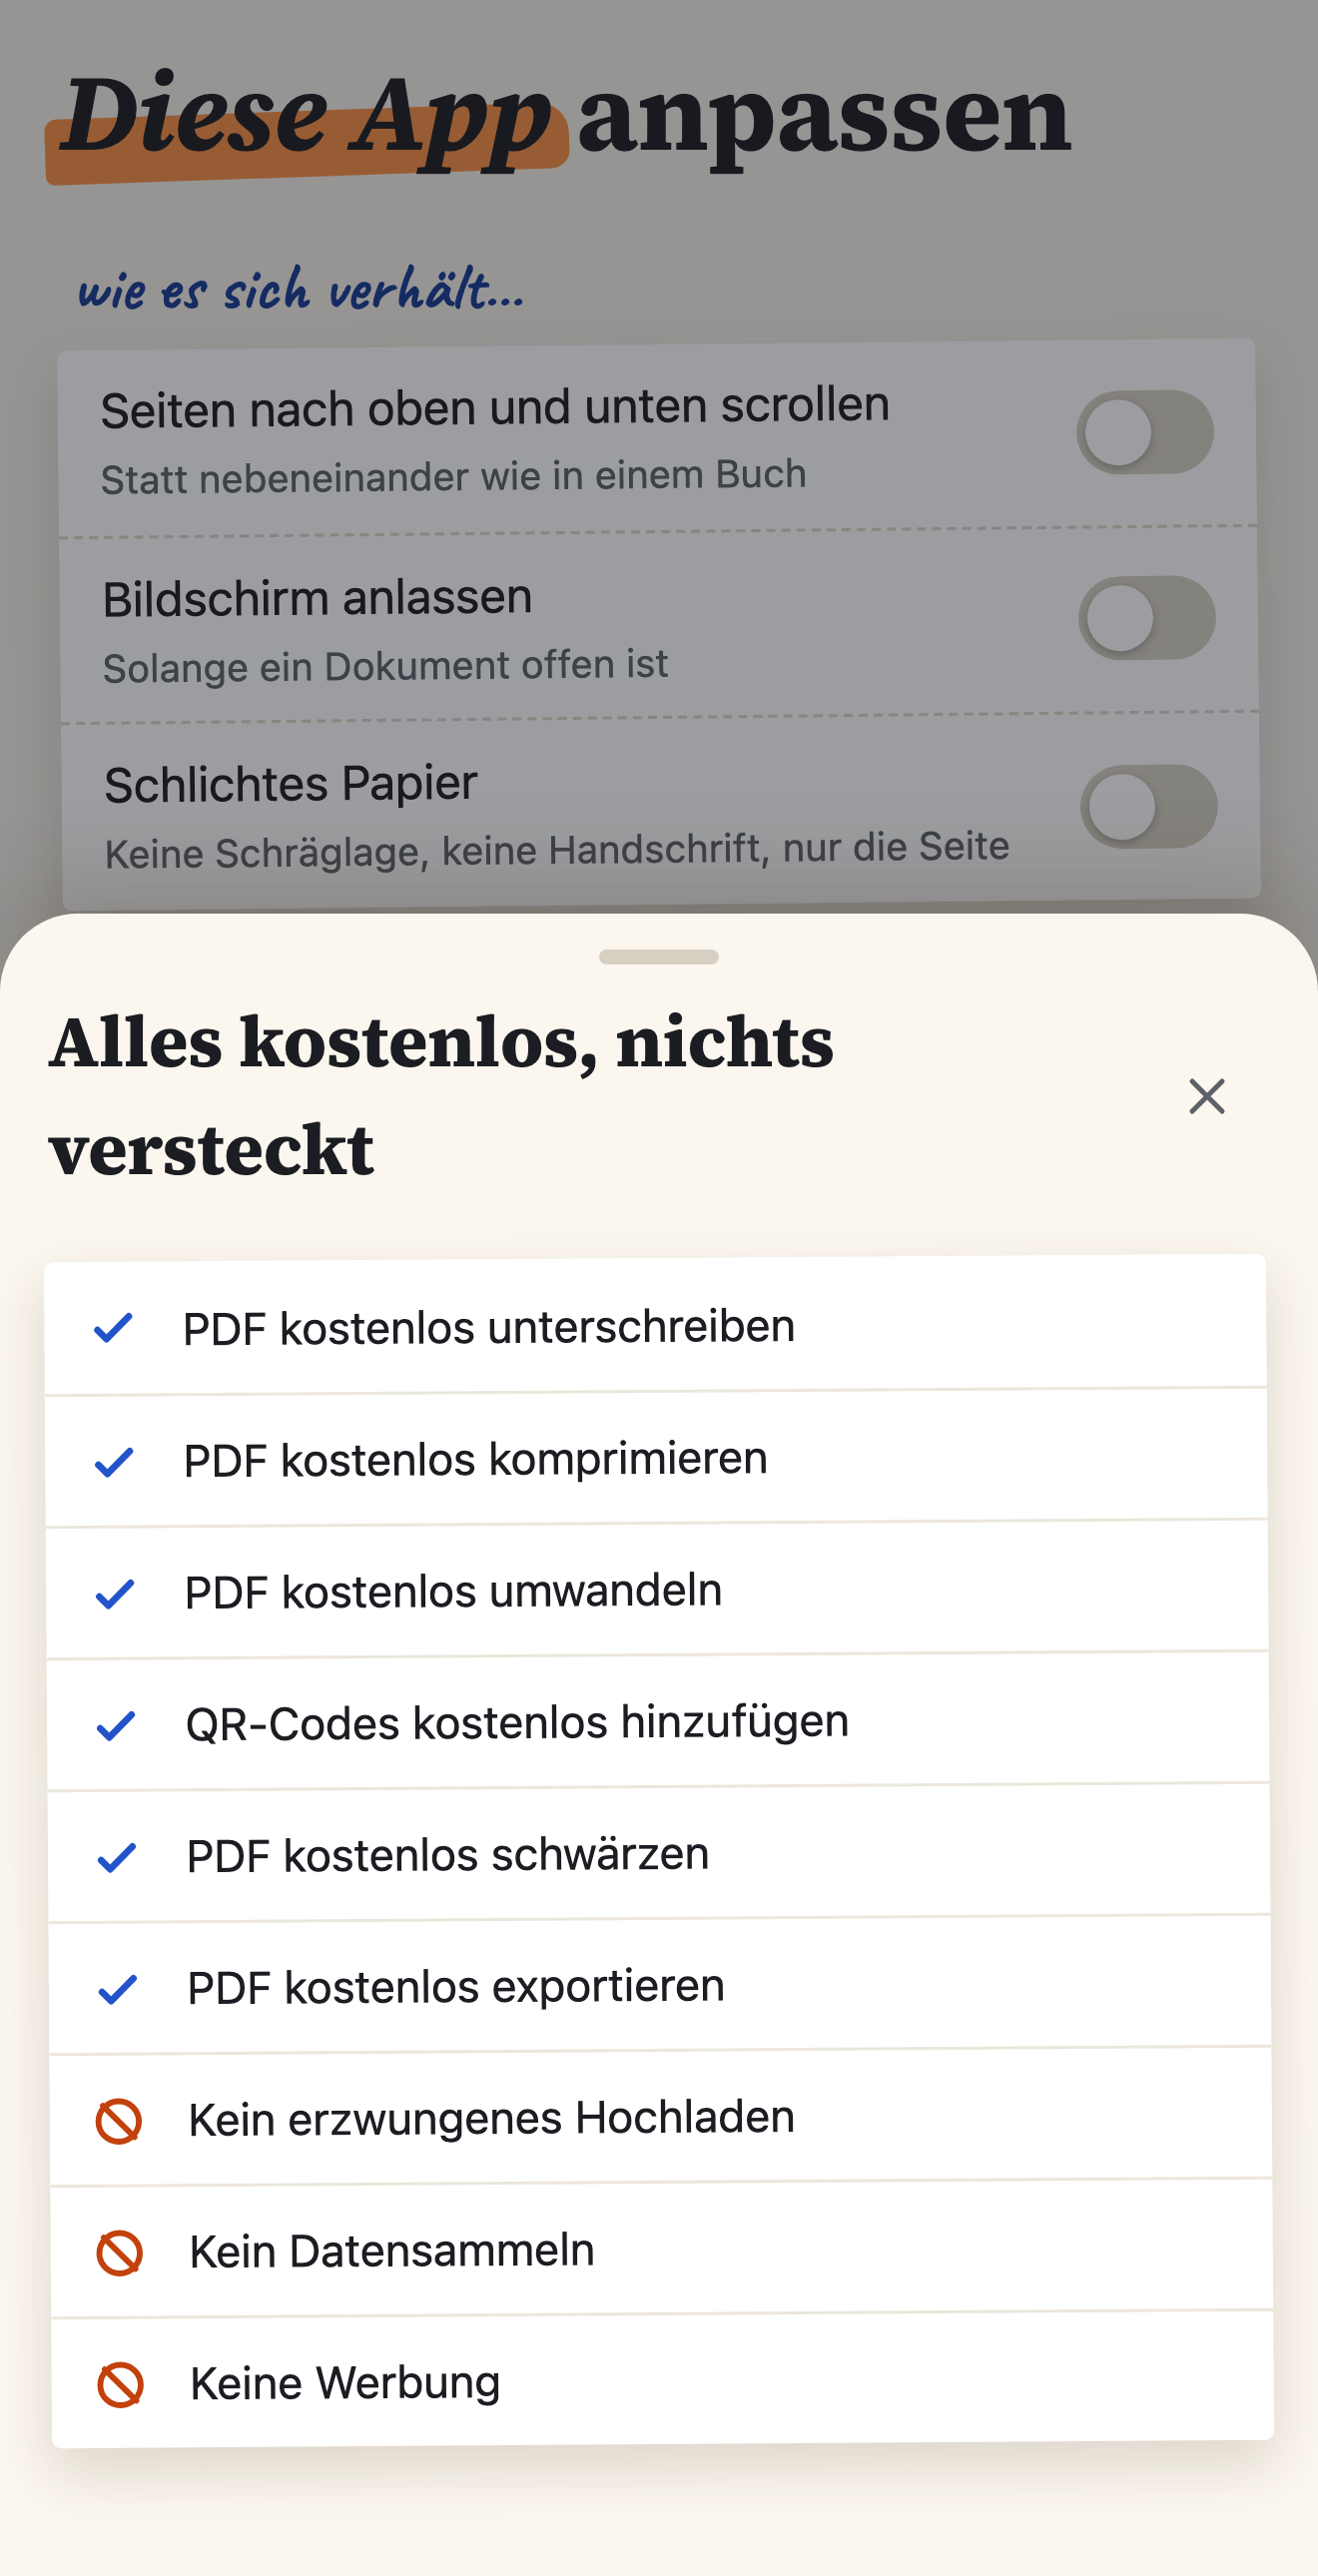 Diese App anpassen
wie es sich verhält...
Seiten nach oben und unten scrollen
Statt nebeneinander wie in einem Buch
Bildschirm anlassen
Solange ein Dokument offen ist
Schlichtes Papier
Keine Schräglage, keine Handschrift, nur die Seite
Alles kostenlos, nichts
versteckt
PDF kostenlos unterschreiben
PDF kostenlos komprimieren
PDF kostenlos umwandeln
QR-Codes kostenlos hinzufügen
PDF kostenlos schwärzen
PDF kostenlos exportieren
Kein erzwungenes Hochladen
Kein Datensammeln
Keine Werbung